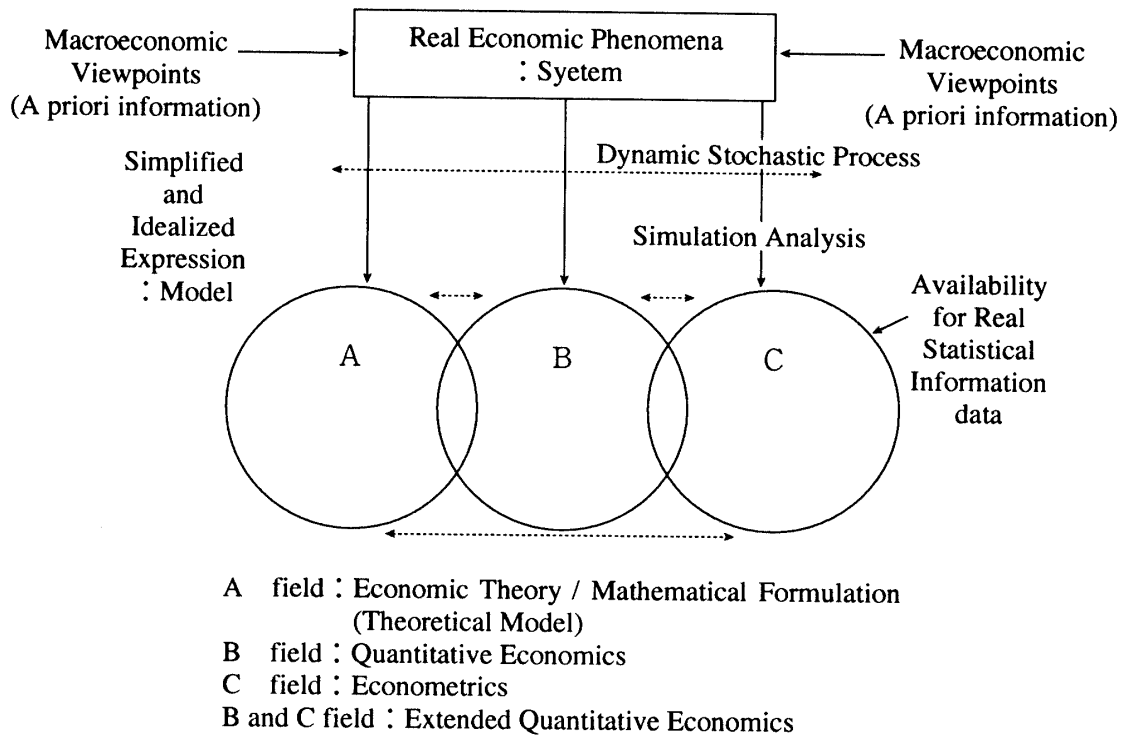 Real Economic Phenomena
: Syetem
Macroeconomic
Viewpoints
(A priori information)
Macroeconomic
Viewpoints
(A priori information)
Simplified
and
Idealized
Expression
: Model
Dynamic Stochastic Process
Simulation Analysis
Availability
for Real
Statistical
Information
data
A
B
C
A field : Economic Theory / Mathematical Formulation
(Theoretical Model)
B field : Quantitative Economics
C field : Econometrics
B and C field : Extended Quantitative Economics